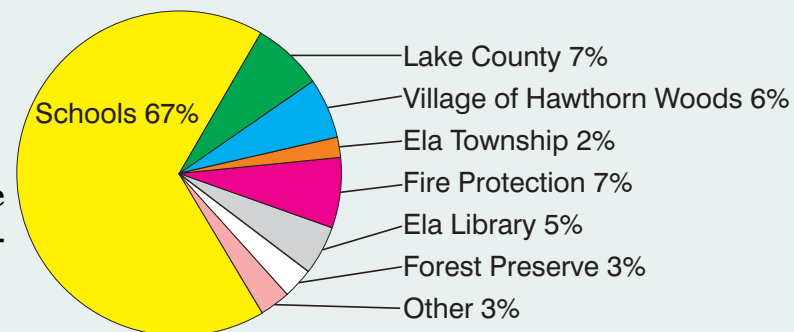 Lake County 7%
Schools 67%
Village of Hawthorn Woods 6%
Ela Township 2%
Fire Protection 7%
Ela Library 5%
Forest Preserve 3%
Other 3%